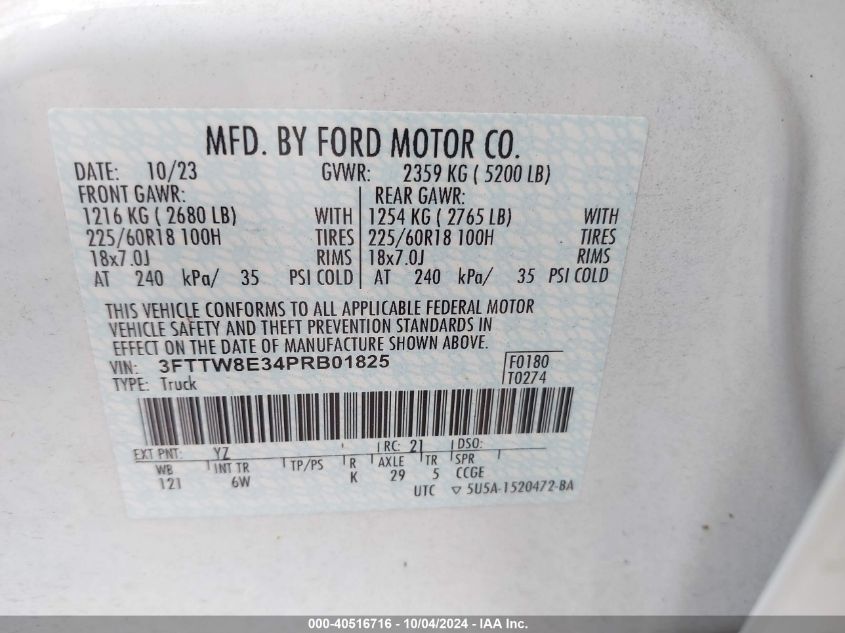 MFD. BY FORD MOTOR CO.
DATE: 10/23 GVWR: 2359 KG ( 5200 LB)
FRONT GAWR: REAR GAWR:
1216 KG ( 2680 LB) WITH 1254 KG ( 2765 LB) WITH
225/60R18 100H TIRES 225/60R18 100H TIRES
18x7.0J RIMS 18x7.0J RIMS
AT 240 kPa/ 35 PSI COLD AT 240 kPa/ 35 PSI COLD
THIS VEHICLE CONFORMS TO ALL APPLICABLE FEDERAL MOTOR
VEHICLE SAFETY AND THEFT PREVENTION STANDARDS IN
EFFECT ON THE DATE OF MANUFACTURE SHOWN ABOVE.
VIN: 3FTTW8E34PRB01825 F0180
TYPE: Truck T0274
EXT PNT: YZ RC: 21 DSO:
WB INT TR TP/PS R AXLE TR SPR
121 6W K 29 5 CCGE
UTC ▽ 5U5A-1520472-BA
000-40516716 - 10/04/2024 - IAA Inc.